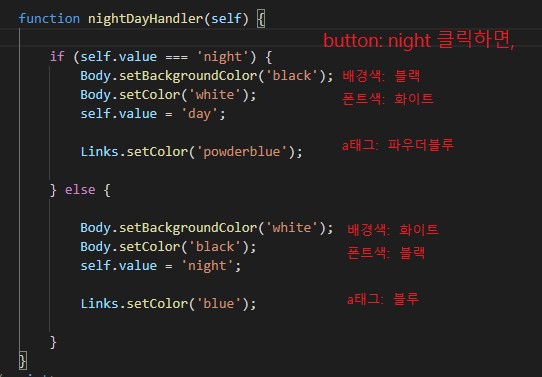 function nightDayHandler(self) {
button: night 클릭하면,
if (self.value === 'night') {
Body.setBackgroundColor('black'); 배경색: 블랙
Body.setColor('white'); 폰트색: 화이트
self.value = 'day';
Links.setColor('powderblue'); a태그: 파우더블루
} else {
Body.setBackgroundColor('white'); 배경색: 화이트
Body.setColor('black'); 폰트색: 블랙
self.value = 'night';
Links.setColor('blue'); a태그: 블루
}
}